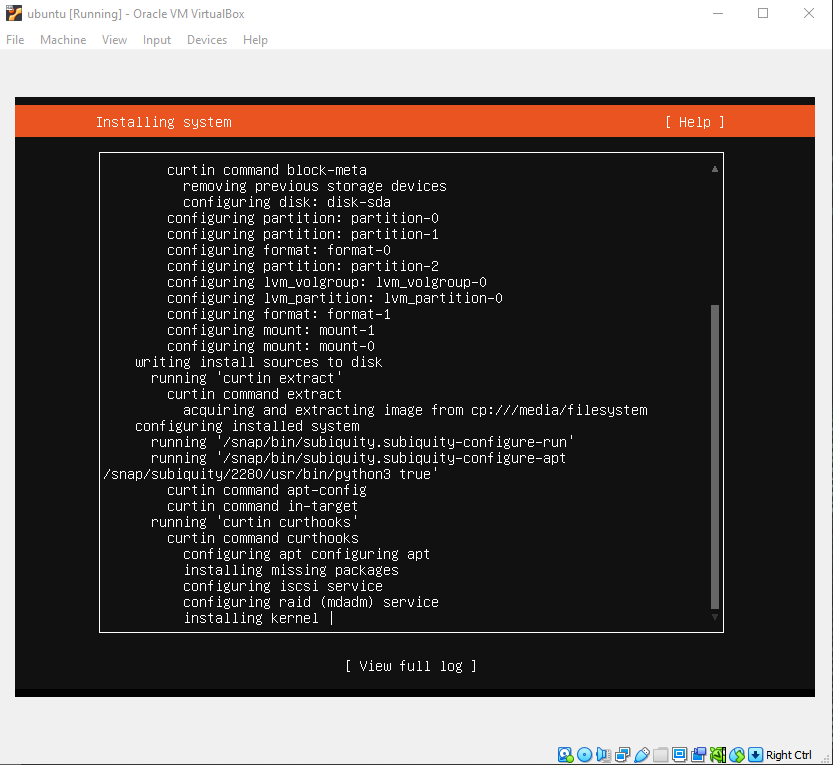 ubuntu [Running] - Oracle VM VirtualBox
File Machine View Input Devices Help
Installing system [ Help ]
curtin command block-meta
removing previous storage devices
configuring disk: disk-sda
configuring partition: partition-0
configuring partition: partition-1
configuring format: format-0
configuring partition: partition-2
configuring lvm_volgroup: lvm_volgroup-0
configuring lvm_partition: lvm_partition-0
configuring format: format-1
configuring mount: mount-1
configuring mount: mount-0
writing install sources to disk
running 'curtin extract'
curtin command extract
acquiring and extracting image from cp:///media/filesystem
configuring installed system
running '/snap/bin/subiquity.subiquity-configure-run'
running '/snap/bin/subiquity.subiquity-configure-apt
/snap/subiquity/2280/usr/bin/python3 true'
curtin command apt-config
curtin command in-target
running 'curtin curthooks'
curtin command curthooks
configuring apt configuring apt
installing missing packages
configuring iscsi service
configuring raid (mdadm) service
installing kernel |
[ View full log ]
Right Ctrl